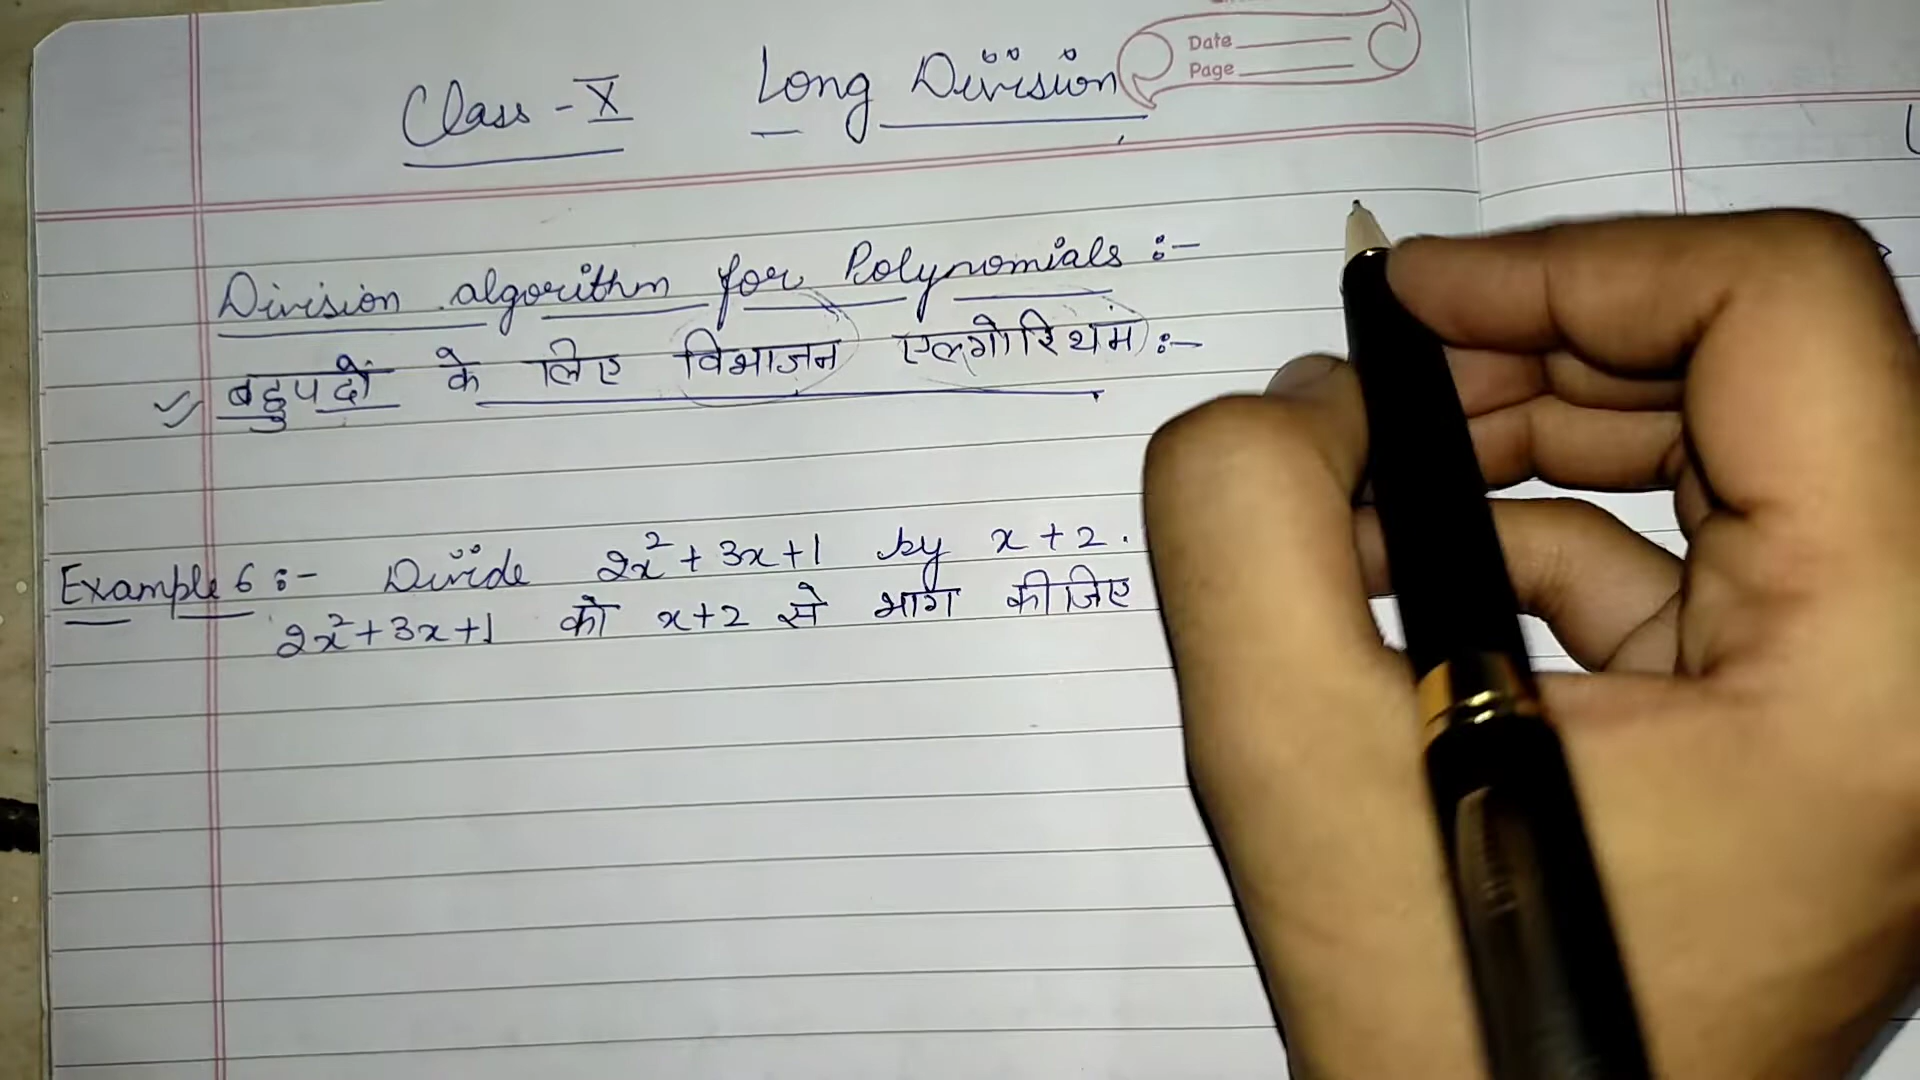 Date
Page
Class - X Long Division
Division algorithm for Polynomials :-
बहुपदों के लिए विभाजन एल्गोरिथमं :-
Example 6 :- Divide 2x² + 3x + 1 by x + 2.
2x² + 3x + 1 को x + 2 से भाग कीजिए